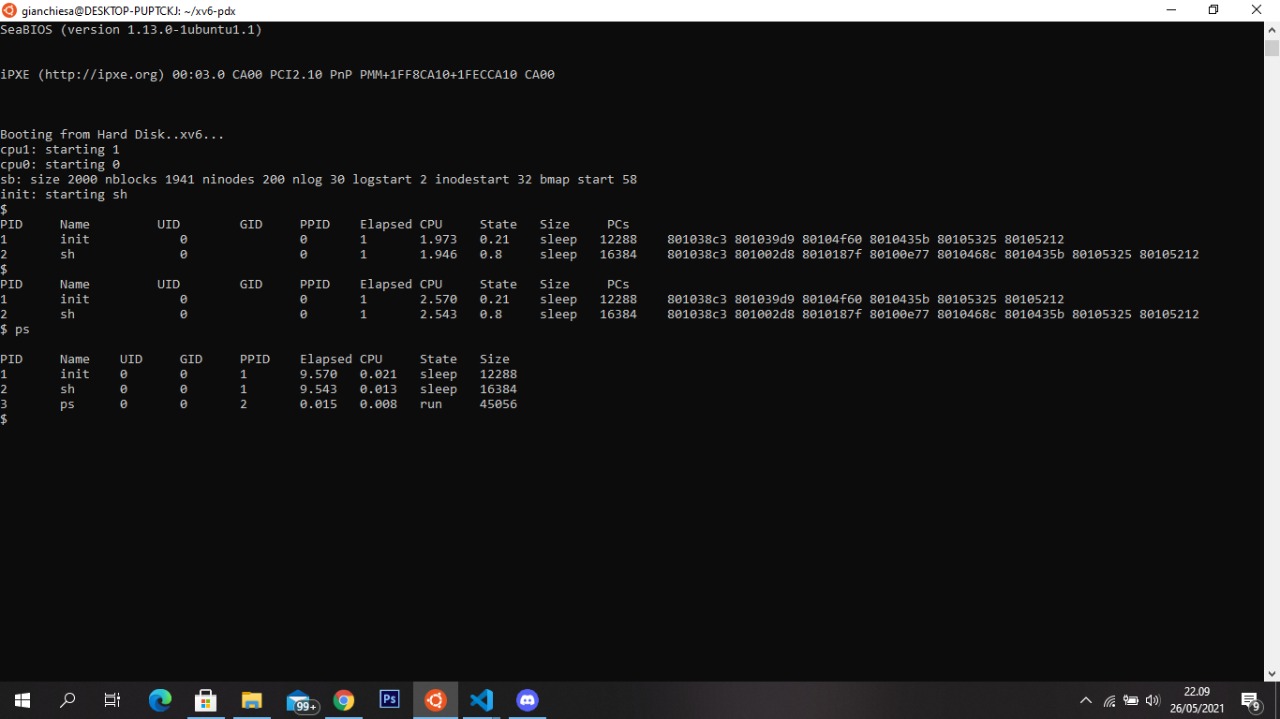 gianchiesa@DESKTOP-PUPTCKJ: ~/xv6-pdx
SeaBIOS (version 1.13.0-1ubuntu1.1)
iPXE (http://ipxe.org) 00:03.0 CA00 PCI2.10 PnP PMM+1FF8CA10+1FECCA10 CA00
Booting from Hard Disk..xv6...
cpu1: starting 1
cpu0: starting 0
sb: size 2000 nblocks 1941 ninodes 200 nlog 30 logstart 2 inodestart 32 bmap start 58
init: starting sh
$
PID Name UID GID PPID Elapsed CPU State Size PCs
1 init 0 0 1 1.973 0.21 sleep 12288 801038c3 801039d9 80104f60 8010435b 80105325 80105212
2 sh 0 0 1 1.946 0.8 sleep 16384 801038c3 801002d8 8010187f 80100e77 8010468c 8010435b 80105325 80105212
$
PID Name UID GID PPID Elapsed CPU State Size PCs
1 init 0 0 1 2.570 0.21 sleep 12288 801038c3 801039d9 80104f60 8010435b 80105325 80105212
2 sh 0 0 1 2.543 0.8 sleep 16384 801038c3 801002d8 8010187f 80100e77 8010468c 8010435b 80105325 80105212
$ ps
PID Name UID GID PPID Elapsed CPU State Size
1 init 0 0 1 9.570 0.021 sleep 12288
2 sh 0 0 1 9.543 0.013 sleep 16384
3 ps 0 0 2 0.015 0.008 run 45056
$
99+
Ps
22.09
26/05/2021
9